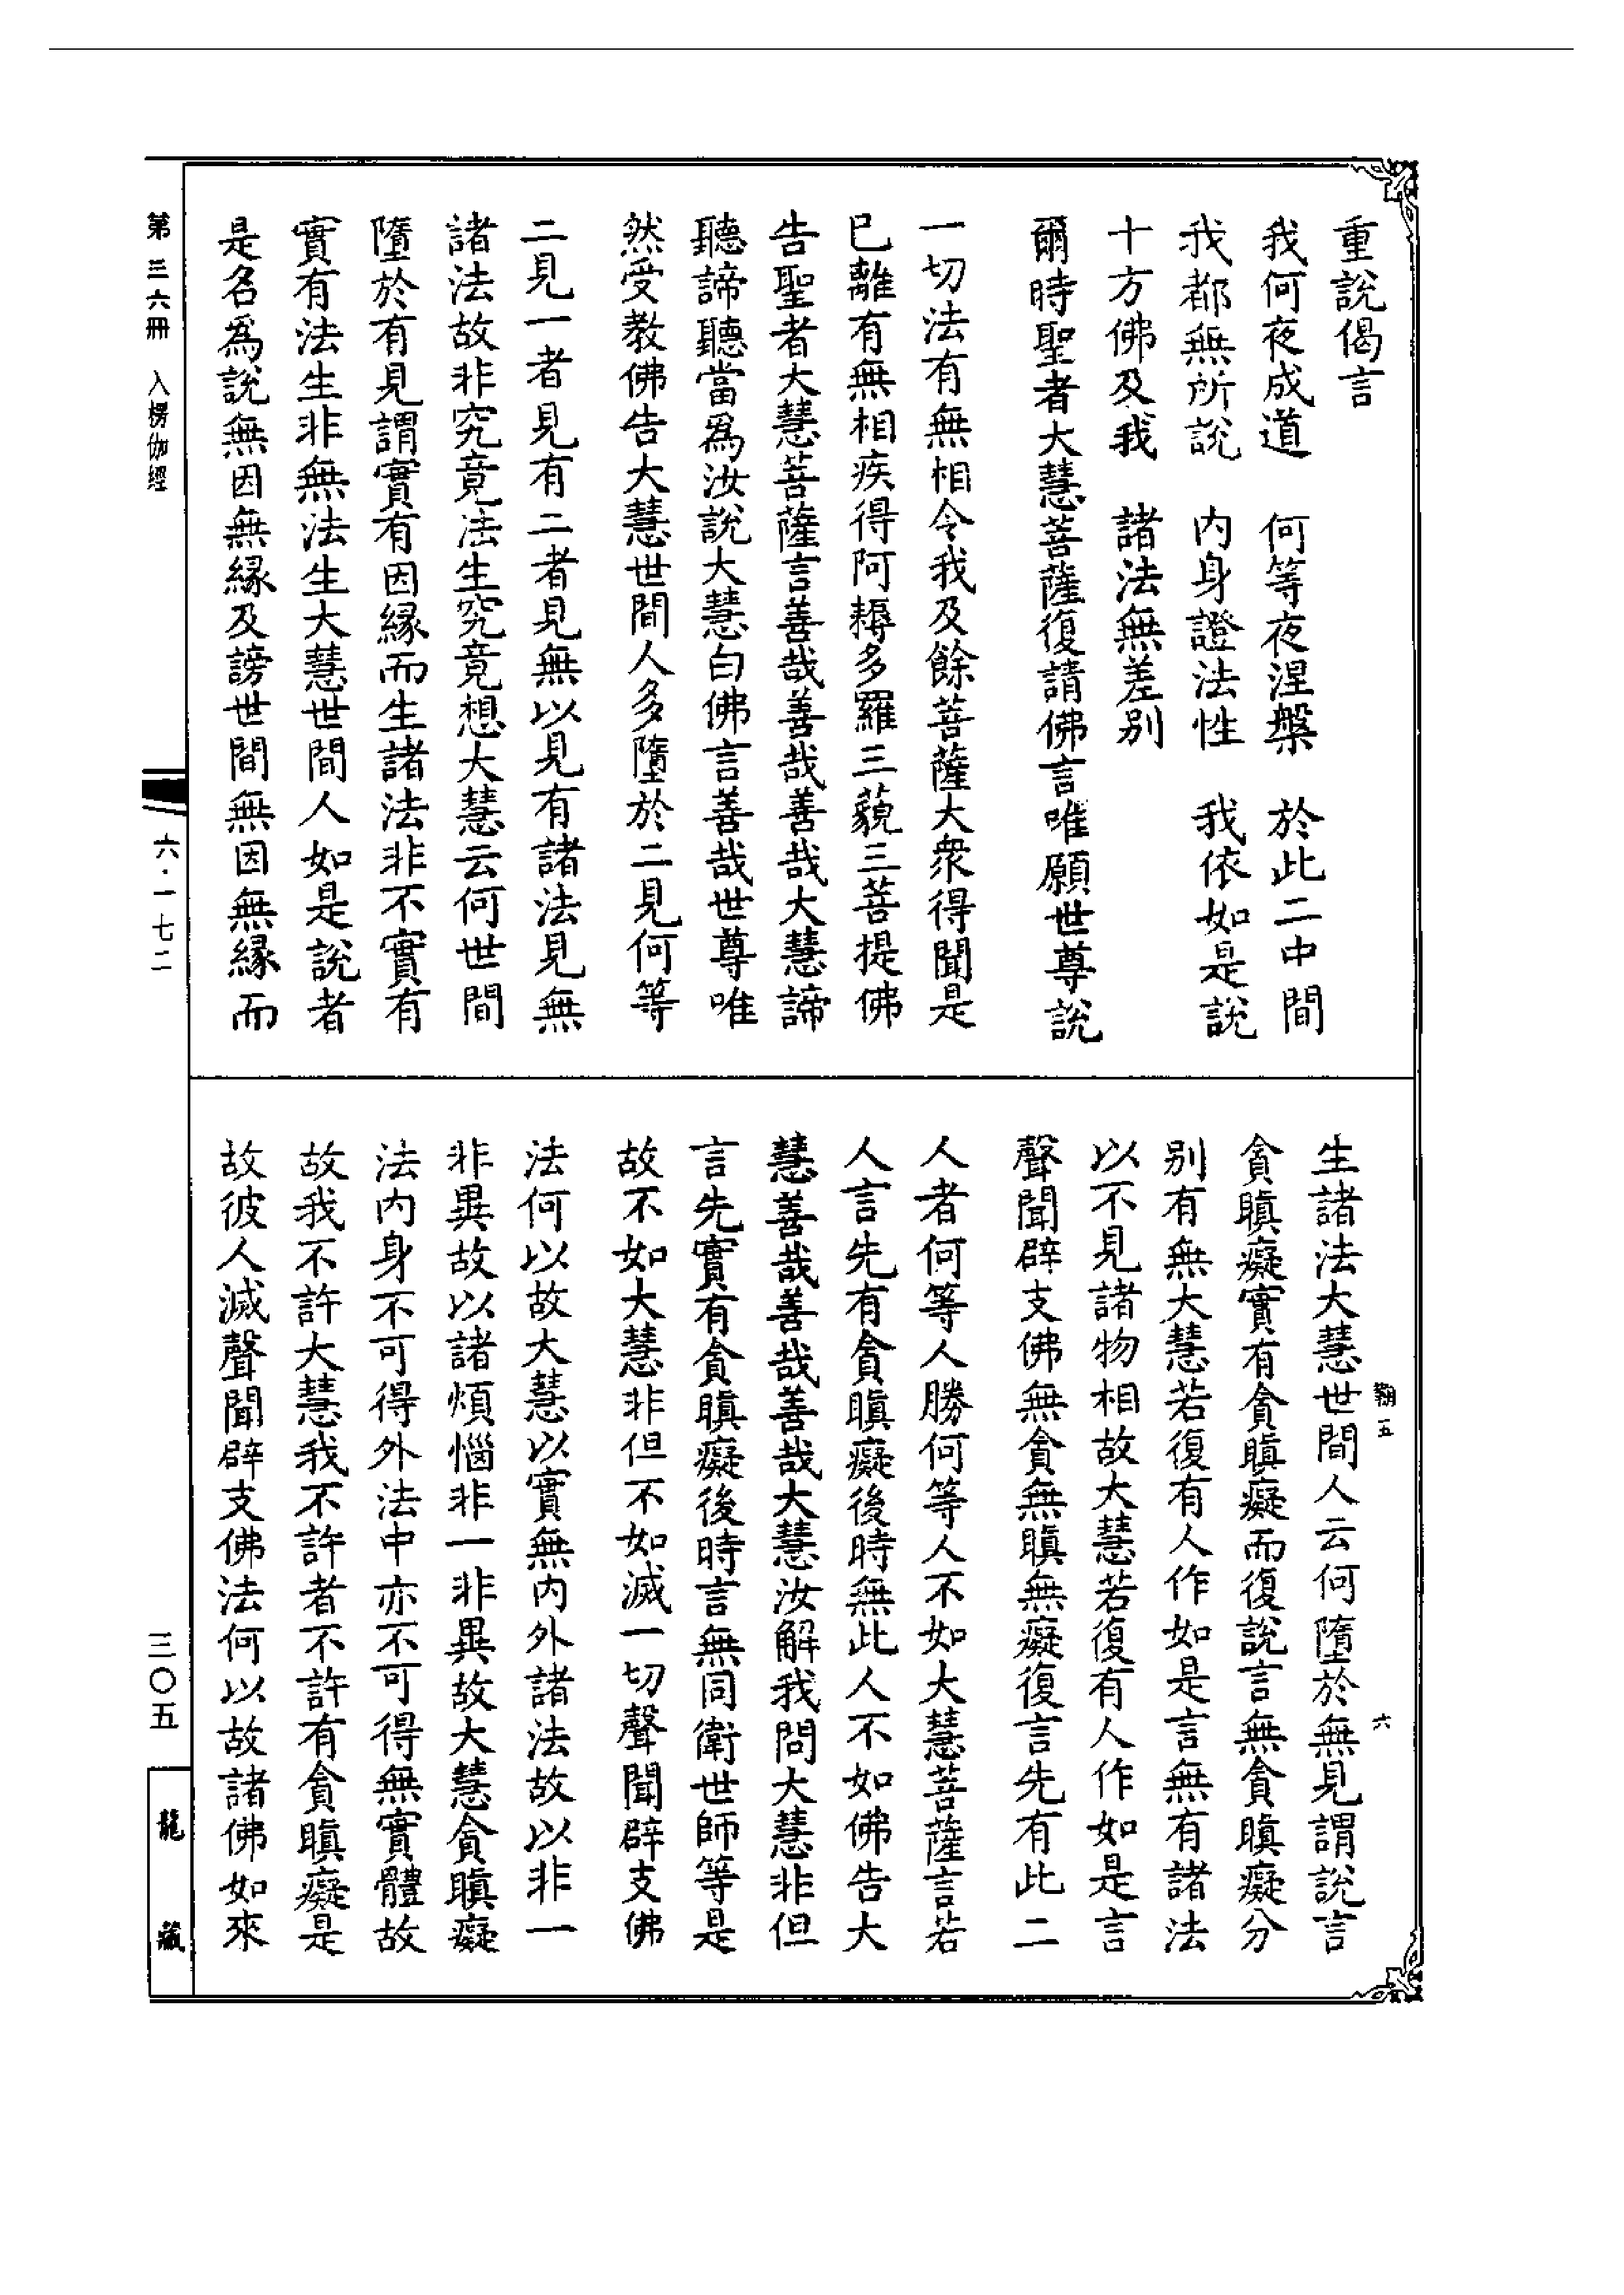 重說偈言
我何夜成道　何等夜涅槃　於此二中間
我都無所說　內身證法性　我依如是說
十方佛及我　諸法無差別
爾時聖者大慧菩薩復請佛言唯願世尊說
一切法有無相令我及餘菩薩大衆得聞是
已離有無相疾得阿耨多羅三藐三菩提佛
告聖者大慧菩薩言善哉善哉善哉大慧諦
聽諦聽當爲汝說大慧白佛言善哉世尊唯
然受教佛告大慧世間人多墮於二見何等
二見一者見有二者見無以見有諸法見無
諸法故非究竟法生究竟想大慧云何世間
墮於有見謂實有因緣而生諸法非不實有
實有法生非無法生大慧世間人如是說者
是名爲說無因無緣及謗世間無因無緣而
生諸法大慧世間人云何墮於無見謂說言
貪瞋癡實有貪瞋癡而復說言無貪瞋癡分
別有無大慧若復有人作如是言無有諸法
以不見諸物相故大慧若復有人作如是言
聲聞辟支佛無貪無瞋無癡復言先有此二
人者何等人勝何等人不如大慧菩薩言若
人言先有貪瞋癡後時無此人不如佛告大
慧善哉善哉善哉大慧汝解我問大慧非但
言先實有貪瞋癡後時言無同衛世師等是
故不如大慧非但不如滅一切聲聞辟支佛
法何以故大慧以實無內外諸法故以非一
非異故以諸煩惱非一非異故大慧貪瞋癡
法內身不可得外法中亦不可得無實體故
故我不許大慧我不許者不許有貪瞋癡是
故彼人滅聲聞辟支佛法何以故諸佛如來
五
六
第三六冊　入楞伽經
六·一七二
三〇五
龍藏